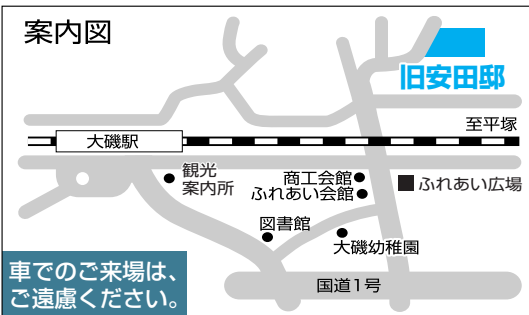 案内図
旧安田邸
至平塚
大磯駅
観光
案内所
商工会館
ふれあい会館
ふれあい広場
図書館
大磯幼稚園
国道1号
車でのご来場は、
ご遠慮ください。